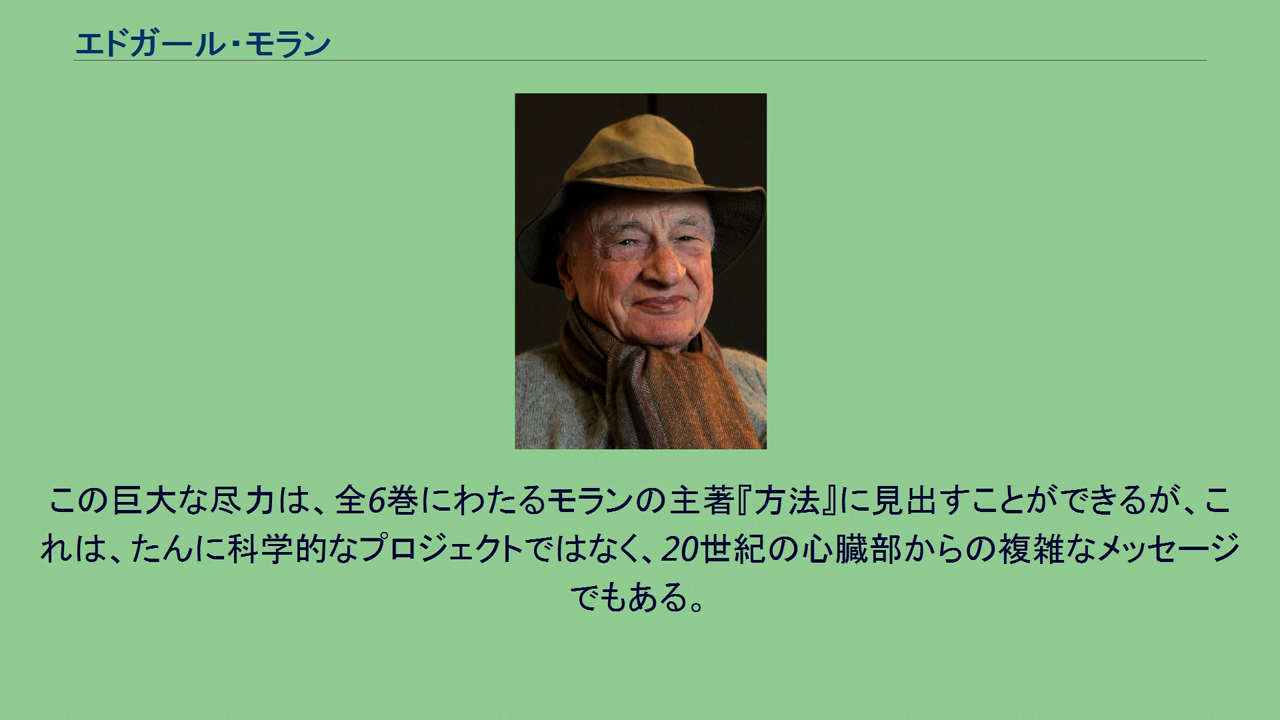 エドガール・モラン
この巨大な尽力は、全6巻にわたるモランの主著『方法』に見出すことができるが、こ
れは、たんに科学的なプロジェクトではなく、20世紀の心臓部からの複雑なメッセージ
でもある。